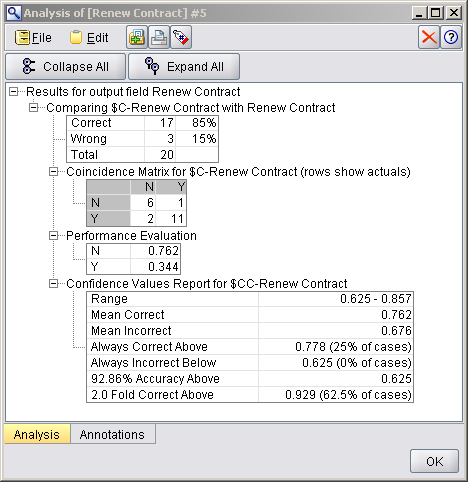 Analysis of [Renew Contract] #5
File Edit
Collapse All Expand All
Results for output field Renew Contract
Comparing $C-Renew Contract with Renew Contract
Correct 17 85%
Wrong 3 15%
Total 20
Coincidence Matrix for $C-Renew Contract (rows show actuals)
N Y
N 6 1
Y 2 11
Performance Evaluation
N 0.762
Y 0.344
Confidence Values Report for $CC-Renew Contract
Range 0.625 - 0.857
Mean Correct 0.762
Mean Incorrect 0.676
Always Correct Above 0.778 (25% of cases)
Always Incorrect Below 0.625 (0% of cases)
92.86% Accuracy Above 0.625
2.0 Fold Correct Above 0.929 (62.5% of cases)
Analysis Annotations
OK